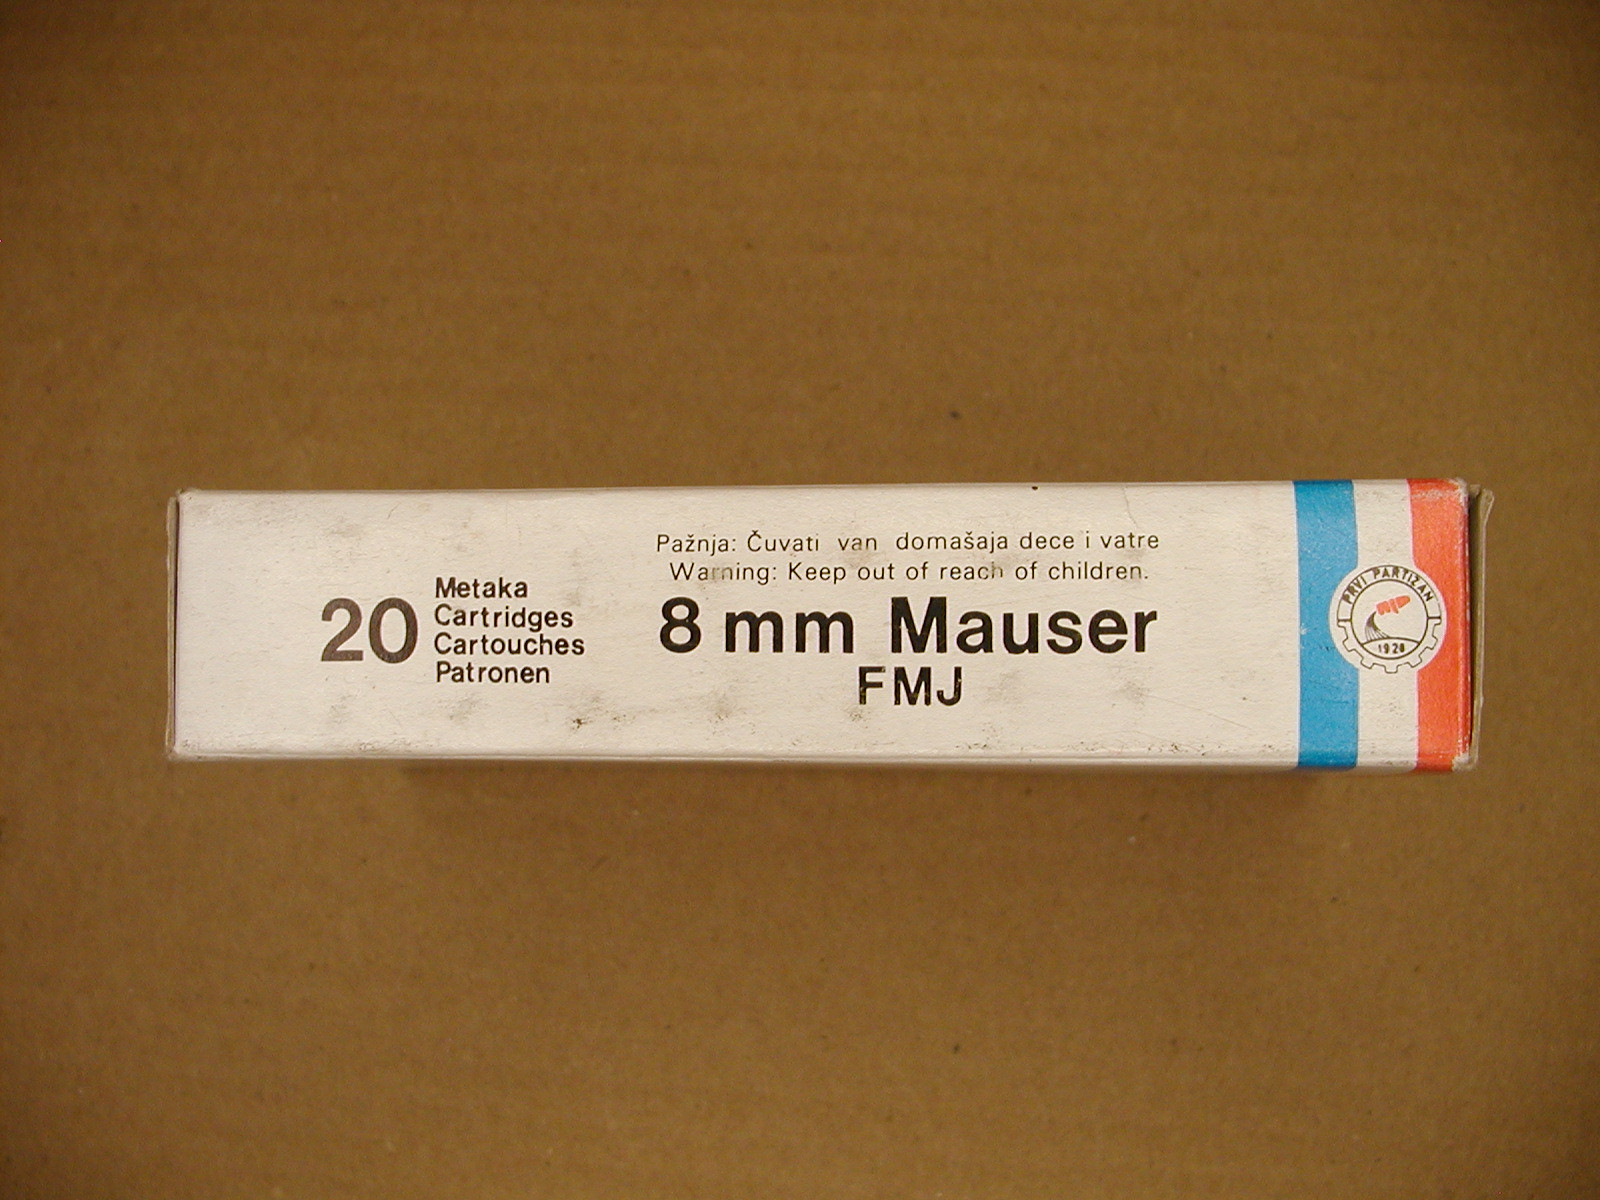 20
Metaka
Cartridges
Cartouches
Patronen
Pažnja: Čuvati van domašaja dece i vatre
Warning: Keep out of reach of children.
8 mm Mauser
FMJ
PRVI PARTIZAN
1928